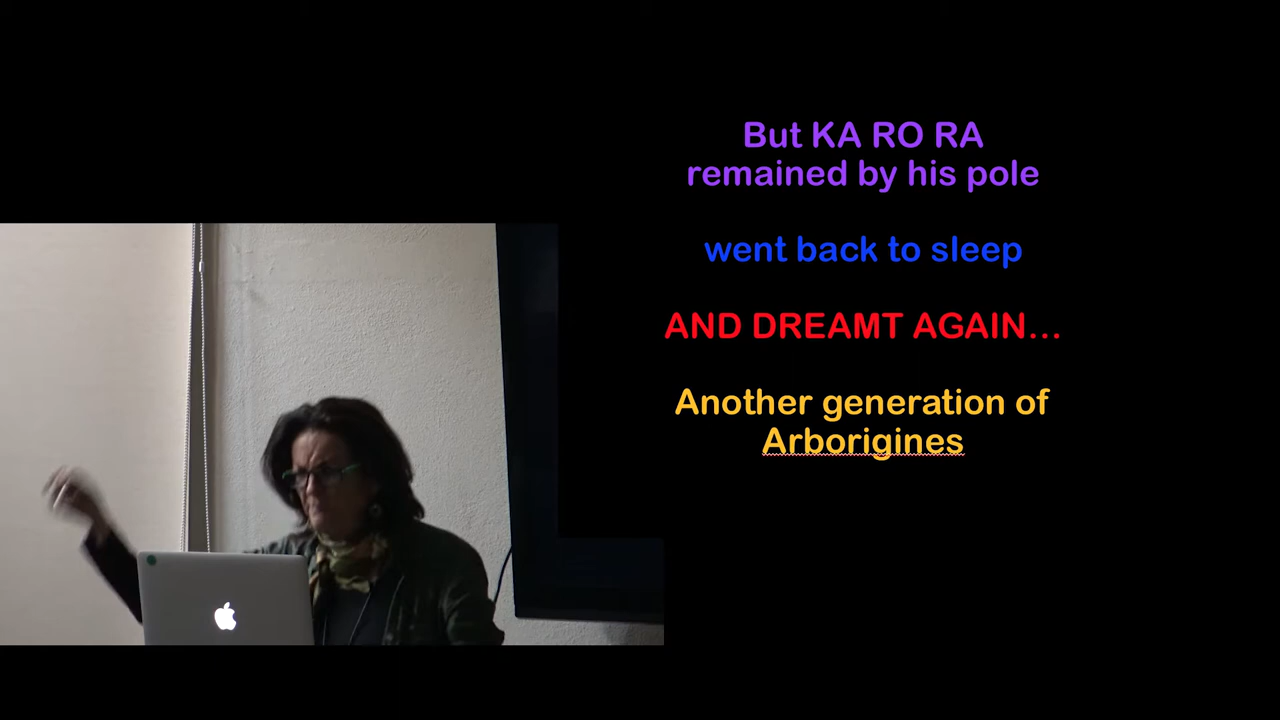 But KA RO RA
remained by his pole
went back to sleep
AND DREAMT AGAIN...
Another generation of
Arborigines